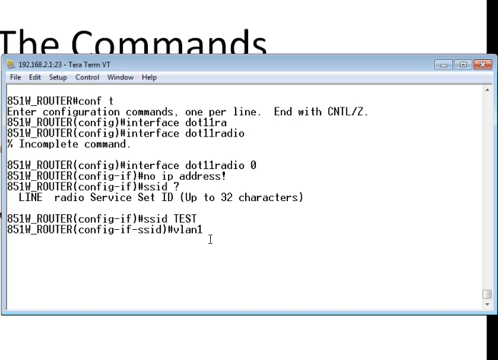 The Commands
192.168.2.1:23 - Tera Term VT
File Edit Setup Control Window Help
851W_ROUTER#conf t
Enter configuration commands, one per line. End with CNTL/Z.
851W_ROUTER(config)#interface dot11ra
851W_ROUTER(config)#interface dot11radio
% Incomplete command.
851W_ROUTER(config)#interface dot11radio 0
851W_ROUTER(config-if)#no ip address!
851W_ROUTER(config-if)#ssid ?
LINE radio Service Set ID (Up to 32 characters)
851W_ROUTER(config-if)#ssid TEST
851W_ROUTER(config-if-ssid)#vlan1